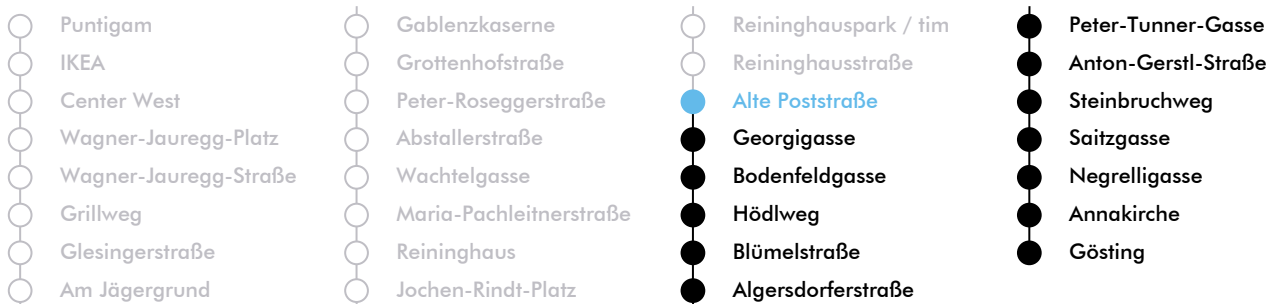 Puntigam
IKEA
Center West
Wagner-Jauregg-Platz
Wagner-Jauregg-Straße
Grillweg
Glesingerstraße
Am Jägergrund
Gablenzkaserne
Grottenhofstraße
Peter-Roseggerstraße
Abstallerstraße
Wachtelgasse
Maria-Pachleitnerstraße
Reininghaus
Jochen-Rindt-Platz
Reininghauspark / tim
Reininghausstraße
Alte Poststraße
Georgigasse
Bodenfeldgasse
Hödlweg
Blümelstraße
Algersdorferstraße
Peter-Tunner-Gasse
Anton-Gerstl-Straße
Steinbruchweg
Saitzgasse
Negrelligasse
Annakirche
Gösting